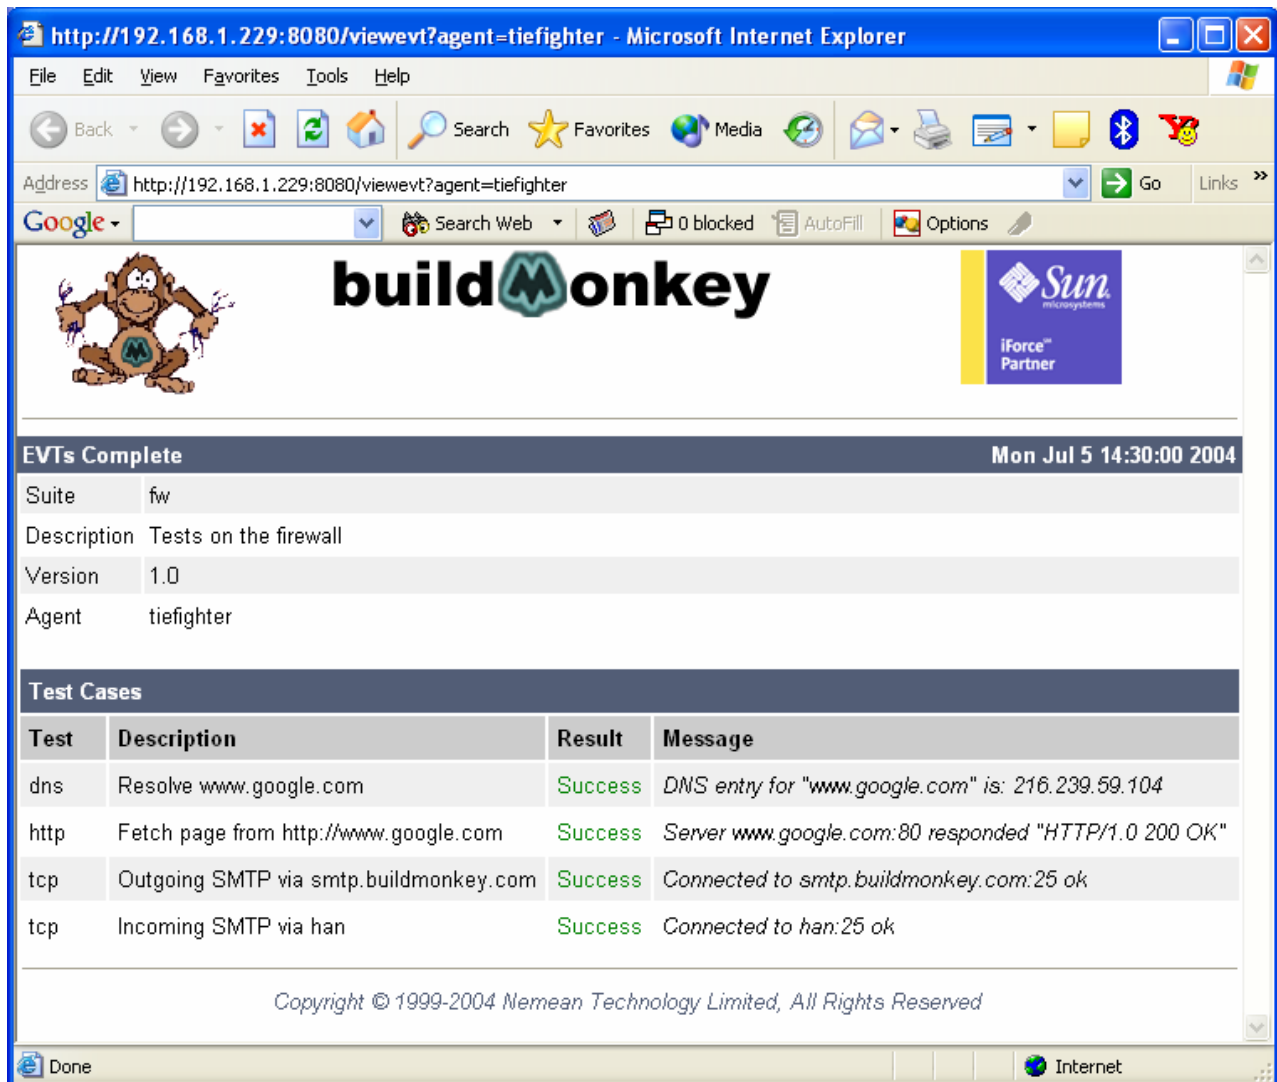 http://192.168.1.229:8080/viewevt?agent=tiefighter - Microsoft Internet Explorer
File Edit View Favorites Tools Help
Back Search Favorites Media
Address http://192.168.1.229:8080/viewevt?agent=tiefighter Go Links »
Google Search Web 0 blocked AutoFill Options
buildMonkey
Sun
microsystems
iForce℠
Partner
EVTs Complete Mon Jul 5 14:30:00 2004
Suite fw
Description Tests on the firewall
Version 1.0
Agent tiefighter
Test Cases
Test Description Result Message
dns Resolve www.google.com Success DNS entry for "www.google.com" is: 216.239.59.104
http Fetch page from http://www.google.com Success Server www.google.com:80 responded "HTTP/1.0 200 OK"
tcp Outgoing SMTP via smtp.buildmonkey.com Success Connected to smtp.buildmonkey.com:25 ok
tcp Incoming SMTP via han Success Connected to han:25 ok
Copyright © 1999-2004 Nemean Technology Limited, All Rights Reserved
Done Internet